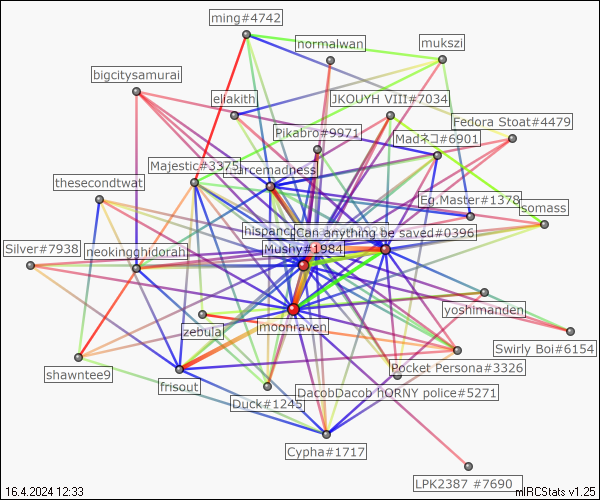 ming#4742
normalwan
mukszi
bigcitysamurai
eliakith
JKOUYH VIII#7034
Fedora Stoat#4479
Pikabro#9971
Madネコ#6901
Majestic#3375
ircemadness
thesecondtwat
Eg.Master#1378
isomass
hispanc
Can anything be saved#0396
Silver#7938
neokingghidorah
Mushy#1984
yoshimanden
zebula
moonraven
Swirly Boi#6154
shawntee9
frisout
Pocket Persona#3326
Duck#1245
DacobDacob hORNY police#5271
Cypha#1717
LPK2387 #7690
16.4.2024 12:33
mIRCStats v1.25